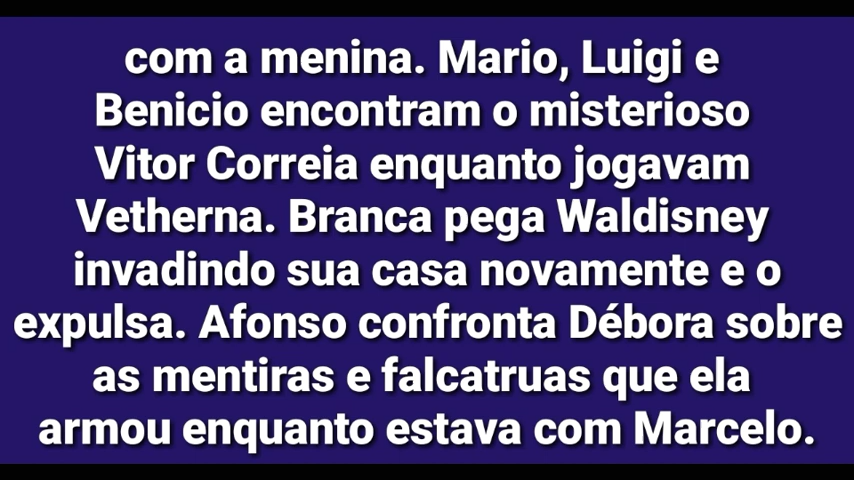 com a menina. Mario, Luigi e
Benicio encontram o misterioso
Vitor Correia enquanto jogavam
Vetherna. Branca pega Waldisney
invadindo sua casa novamente e o
expulsa. Afonso confronta Débora sobre
as mentiras e falcatruas que ela
armou enquanto estava com Marcelo.